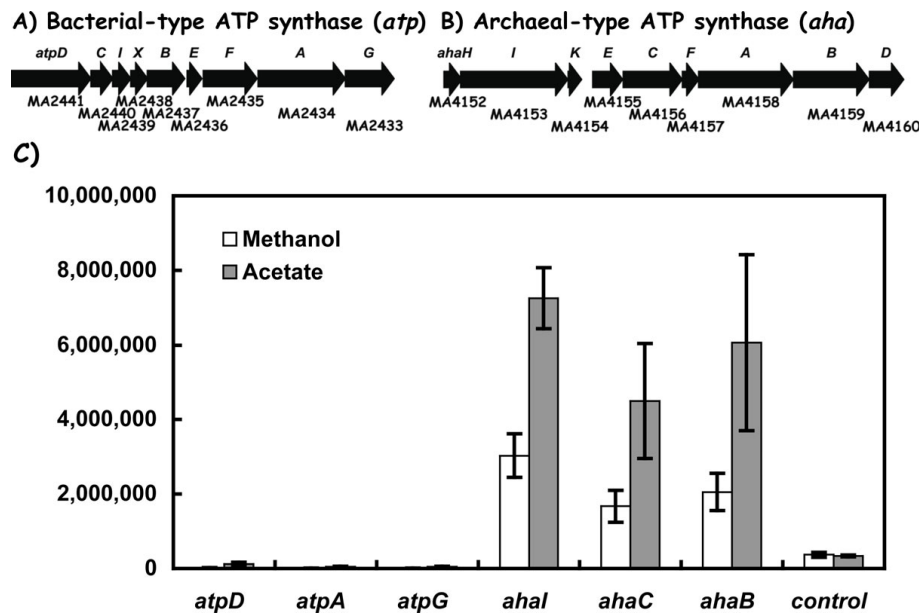 A) Bacterial-type ATP synthase (atp)
atpD C I X B E F A G
MA2441 MA2438 MA2435
MA2440 MA2437 MA2434
MA2439 MA2436 MA2433
B) Archaeal-type ATP synthase (aha)
ahaH I K E C F A B D
MA4152 MA4155 MA4158
MA4153 MA4156 MA4159
MA4154 MA4157 MA4160
C)
10,000,000
8,000,000
6,000,000
4,000,000
2,000,000
0
Methanol
Acetate
atpD atpA atpG ahaI ahaC ahaB control